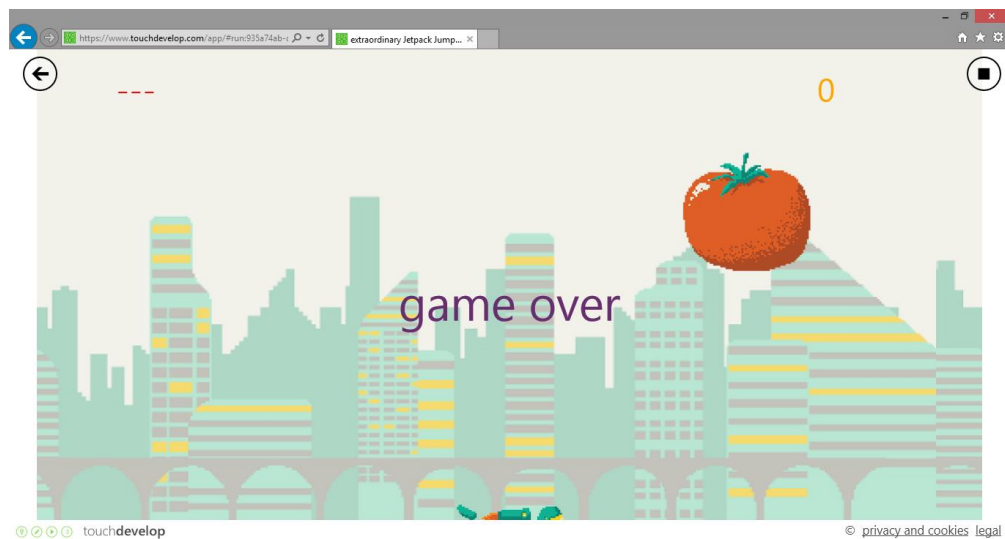 https://www.touchdevelop.com/app/#run:935a74ab-c
extraordinary Jetpack Jump...
---
0
game over
touchdevelop
© privacy and cookies legal